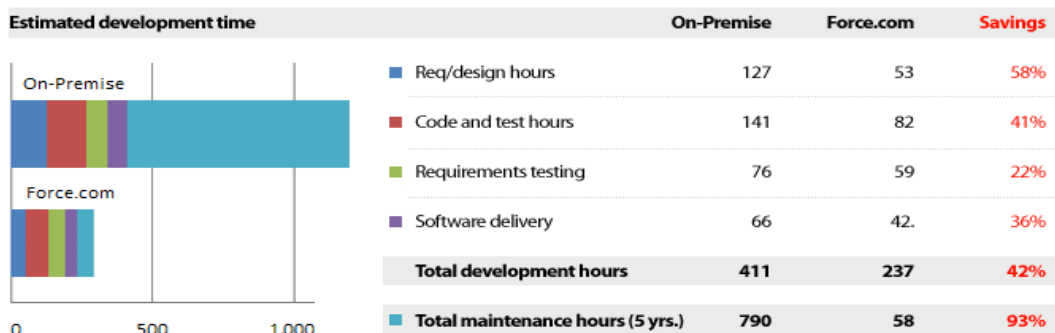 Estimated development time On-Premise Force.com Savings
On-Premise
Force.com
0 500 1,000
Req/design hours 127 53 58%
Code and test hours 141 82 41%
Requirements testing 76 59 22%
Software delivery 66 42. 36%
Total development hours 411 237 42%
Total maintenance hours (5 yrs.) 790 58 93%